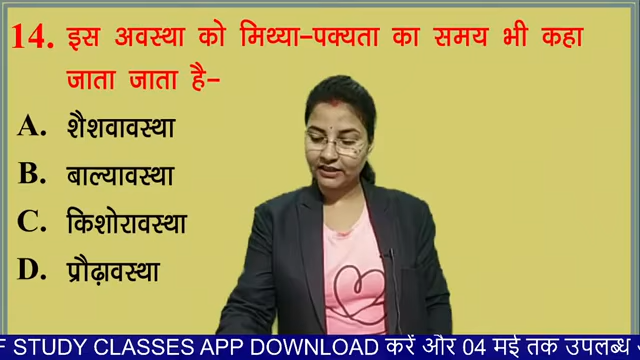 14. इस अवस्था को मिथ्या-पक्यता का समय भी कहा
जाता जाता है-
A. शैशवावस्था
B. बाल्यावस्था
C. किशोरावस्था
D. प्रौढ़ावस्था
F STUDY CLASSES APP DOWNLOAD करें और 04 मई तक उपलब्ध